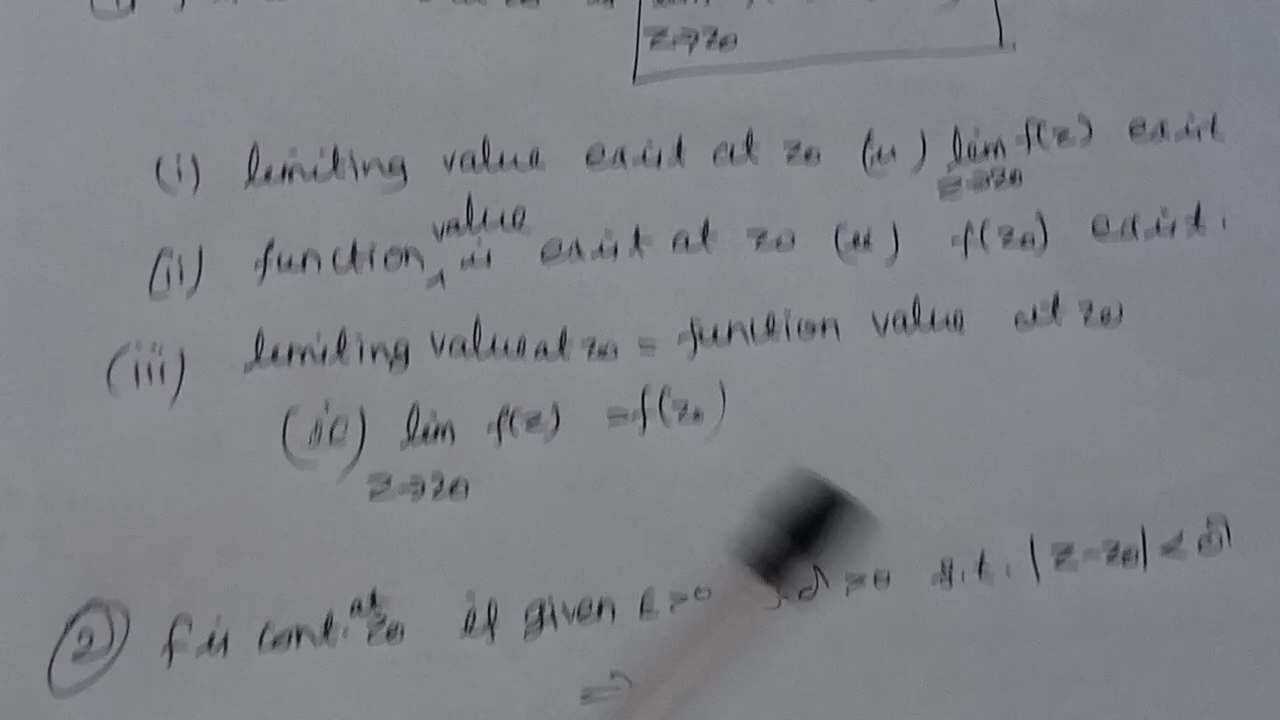 z→z₀
(i) limiting value exist at z₀ (ie) lim f(z) exist
z→z₀
value
(ii) function ‸ is exist at z₀ (ie) f(z₀) exist.
(iii) limiting value at z₀ = function value at z₀
(ie) lim f(z) = f(z₀)
z→z₀
(2) f is cont. at z₀ if given ε>0 δ>0 s.t. |z-z₀|<δ
⇒